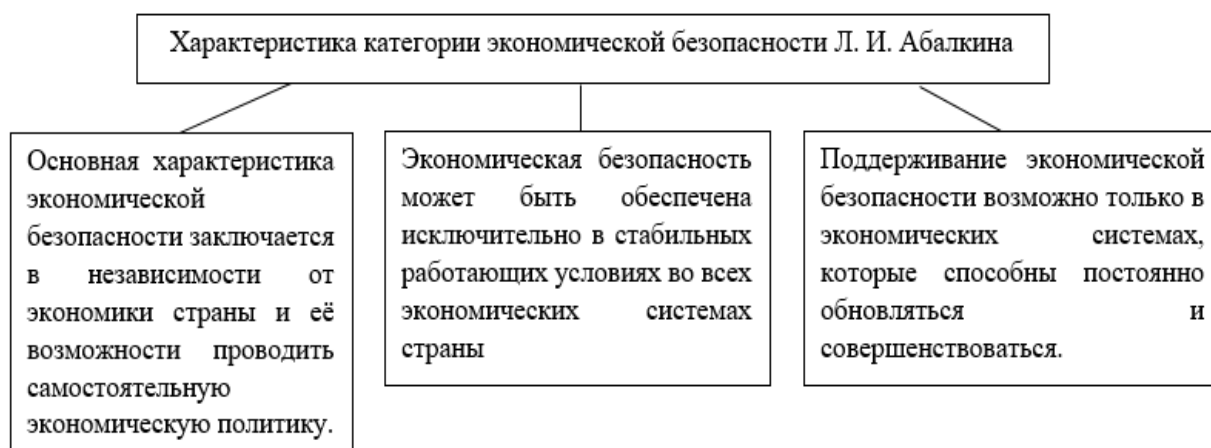 Характеристика категории экономической безопасности Л. И. Абалкина
Основная характеристика
экономической
безопасности заключается
в независимости от
экономики страны и её
возможности проводить
самостоятельную
экономическую политику.
Экономическая безопасность
может быть обеспечена
исключительно в стабильных
работающих условиях во всех
экономических системах
страны
Поддерживание экономической
безопасности возможно только в
экономических системах,
которые способны постоянно
обновляться и
совершенствоваться.